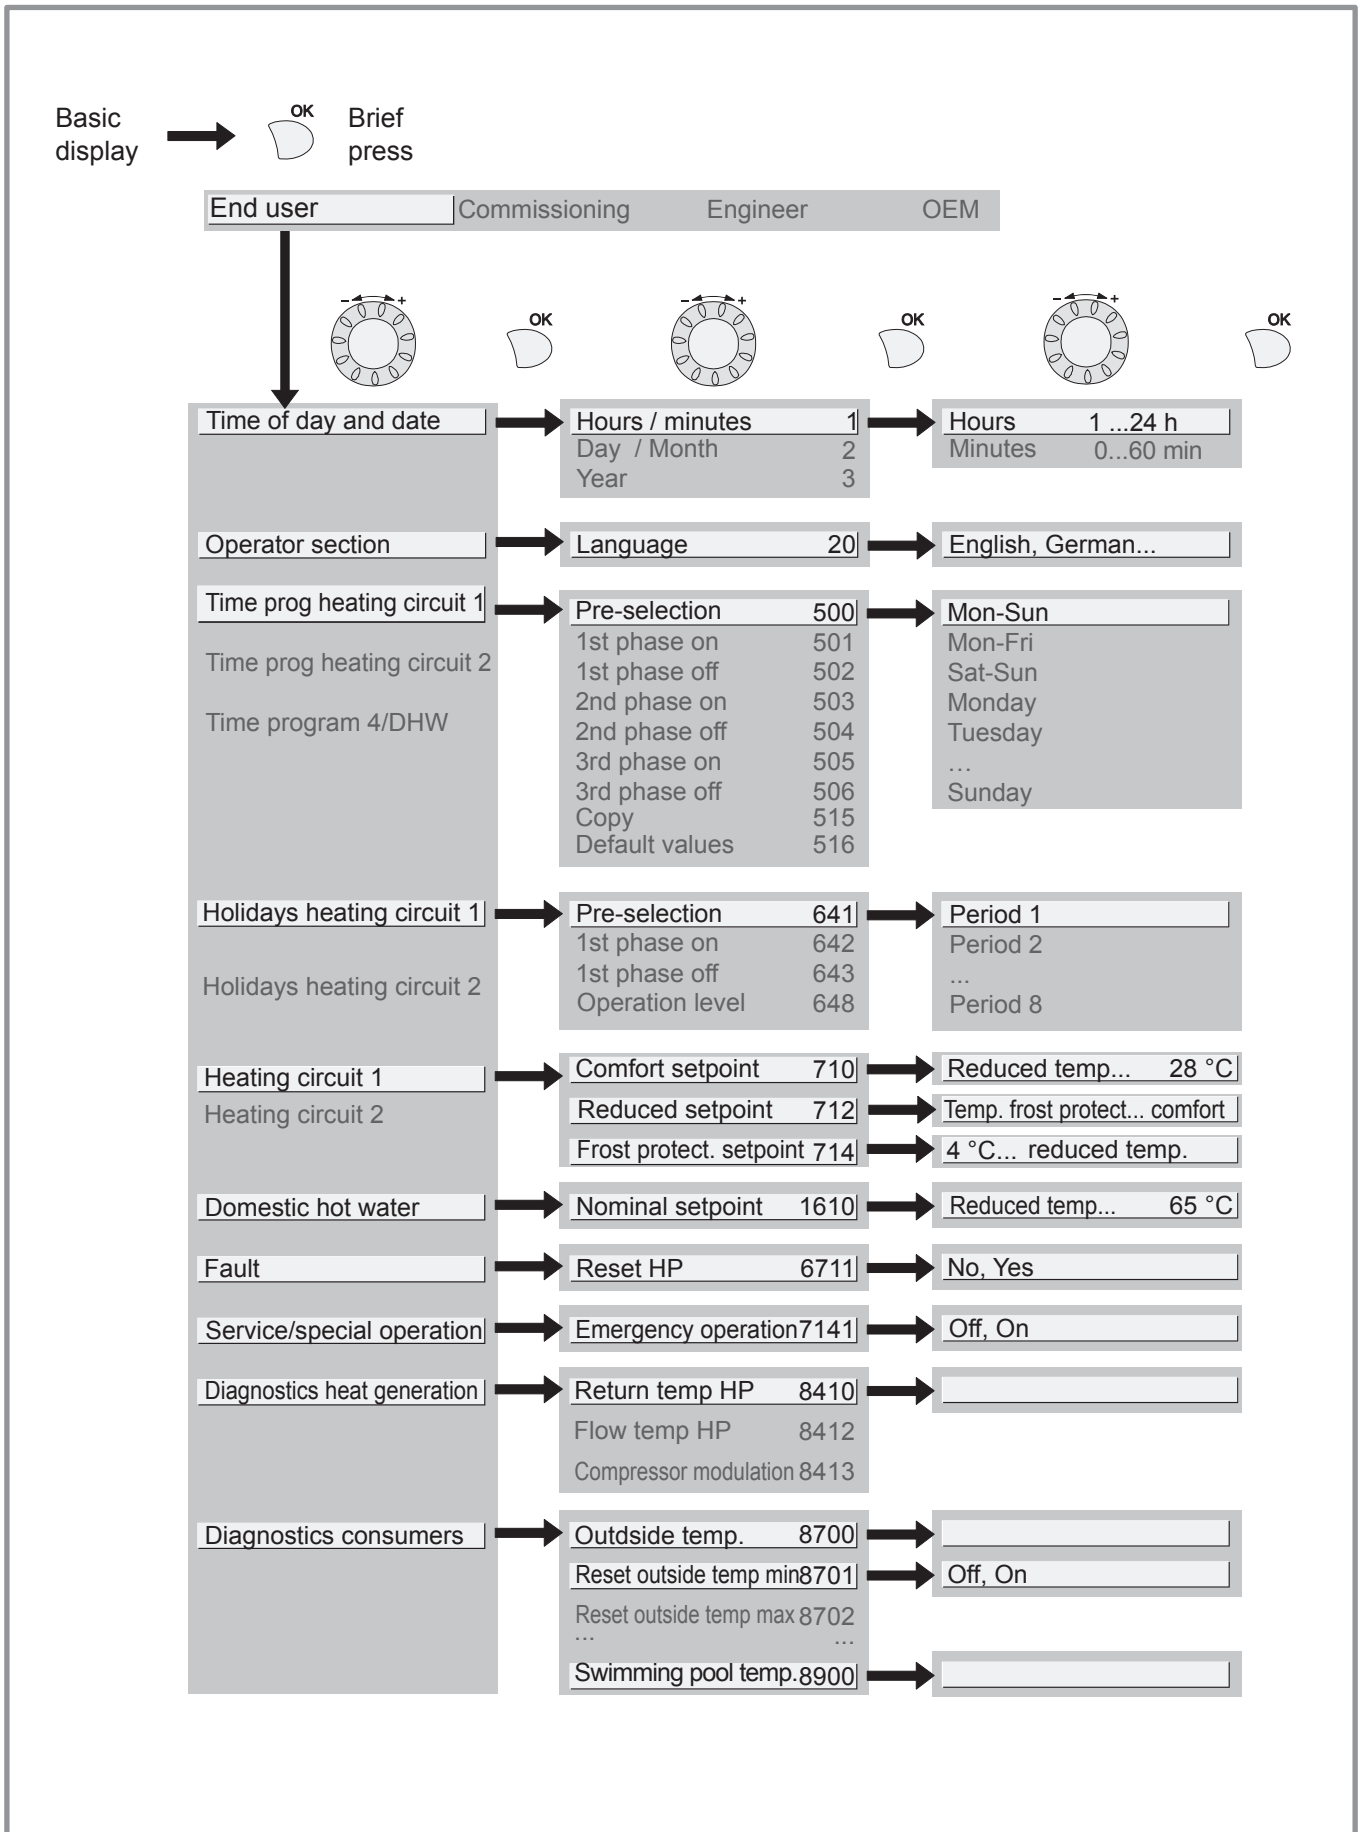 Basic
display
OK
Brief
press
End user Commissioning Engineer OEM
- + OK - + OK - + OK
Time of day and date Hours / minutes 1 Hours 1 ...24 h
Day / Month 2 Minutes 0...60 min
Year 3
Operator section Language 20 English, German...
Time prog heating circuit 1 Pre-selection 500 Mon-Sun
1st phase on 501 Mon-Fri
Time prog heating circuit 2 1st phase off 502 Sat-Sun
2nd phase on 503 Monday
Time program 4/DHW 2nd phase off 504 Tuesday
3rd phase on 505 ...
3rd phase off 506 Sunday
Copy 515
Default values 516
Holidays heating circuit 1 Pre-selection 641 Period 1
1st phase on 642 Period 2
Holidays heating circuit 2 1st phase off 643 ...
Operation level 648 Period 8
Heating circuit 1 Comfort setpoint 710 Reduced temp... 28 °C
Heating circuit 2 Reduced setpoint 712 Temp. frost protect... comfort
Frost protect. setpoint 714 4 °C... reduced temp.
Domestic hot water Nominal setpoint 1610 Reduced temp... 65 °C
Fault Reset HP 6711 No, Yes
Service/special operation Emergency operation 7141 Off, On
Diagnostics heat generation Return temp HP 8410
Flow temp HP 8412
Compressor modulation 8413
Diagnostics consumers Outdside temp. 8700
Reset outside temp min 8701 Off, On
Reset outside temp max 8702
... ...
Swimming pool temp. 8900